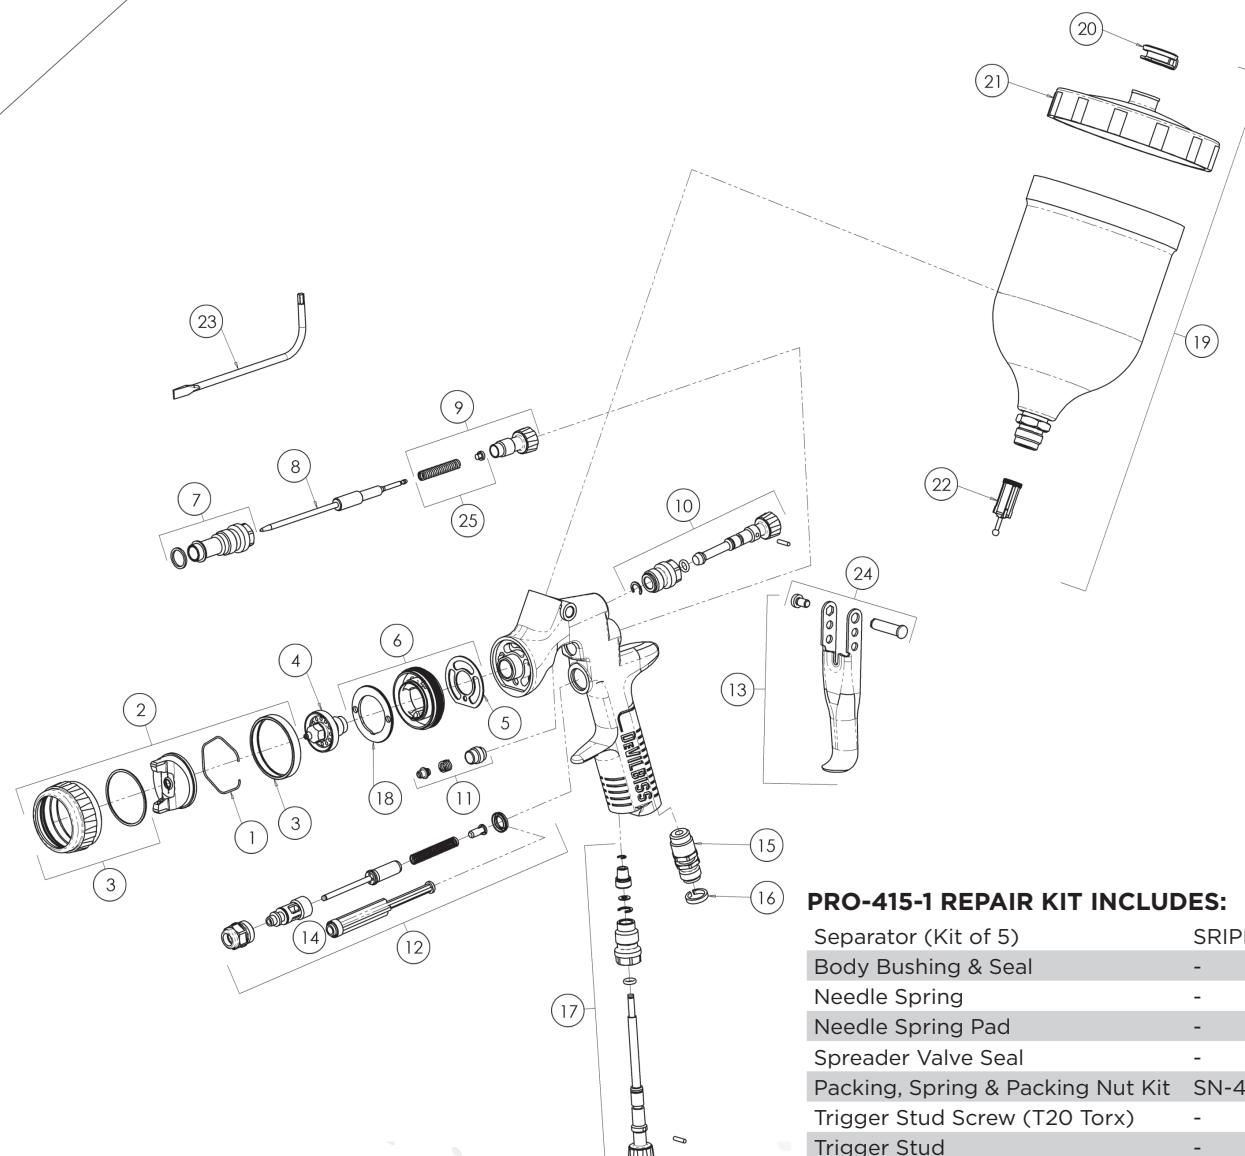 20
21
19
23
9
8
22
7
25
10
24
6
4
13
2
5
18
11
1
3
3
15
16
14
12
17
DEVILBISS
PRO-415-1 REPAIR KIT INCLUDES:
Separator (Kit of 5)
Body Bushing & Seal -
Needle Spring -
Needle Spring Pad -
Spreader Valve Seal -
Packing, Spring & Packing Nut Kit SN-4
Trigger Stud Screw (T20 Torx) -
Trigger Stud -